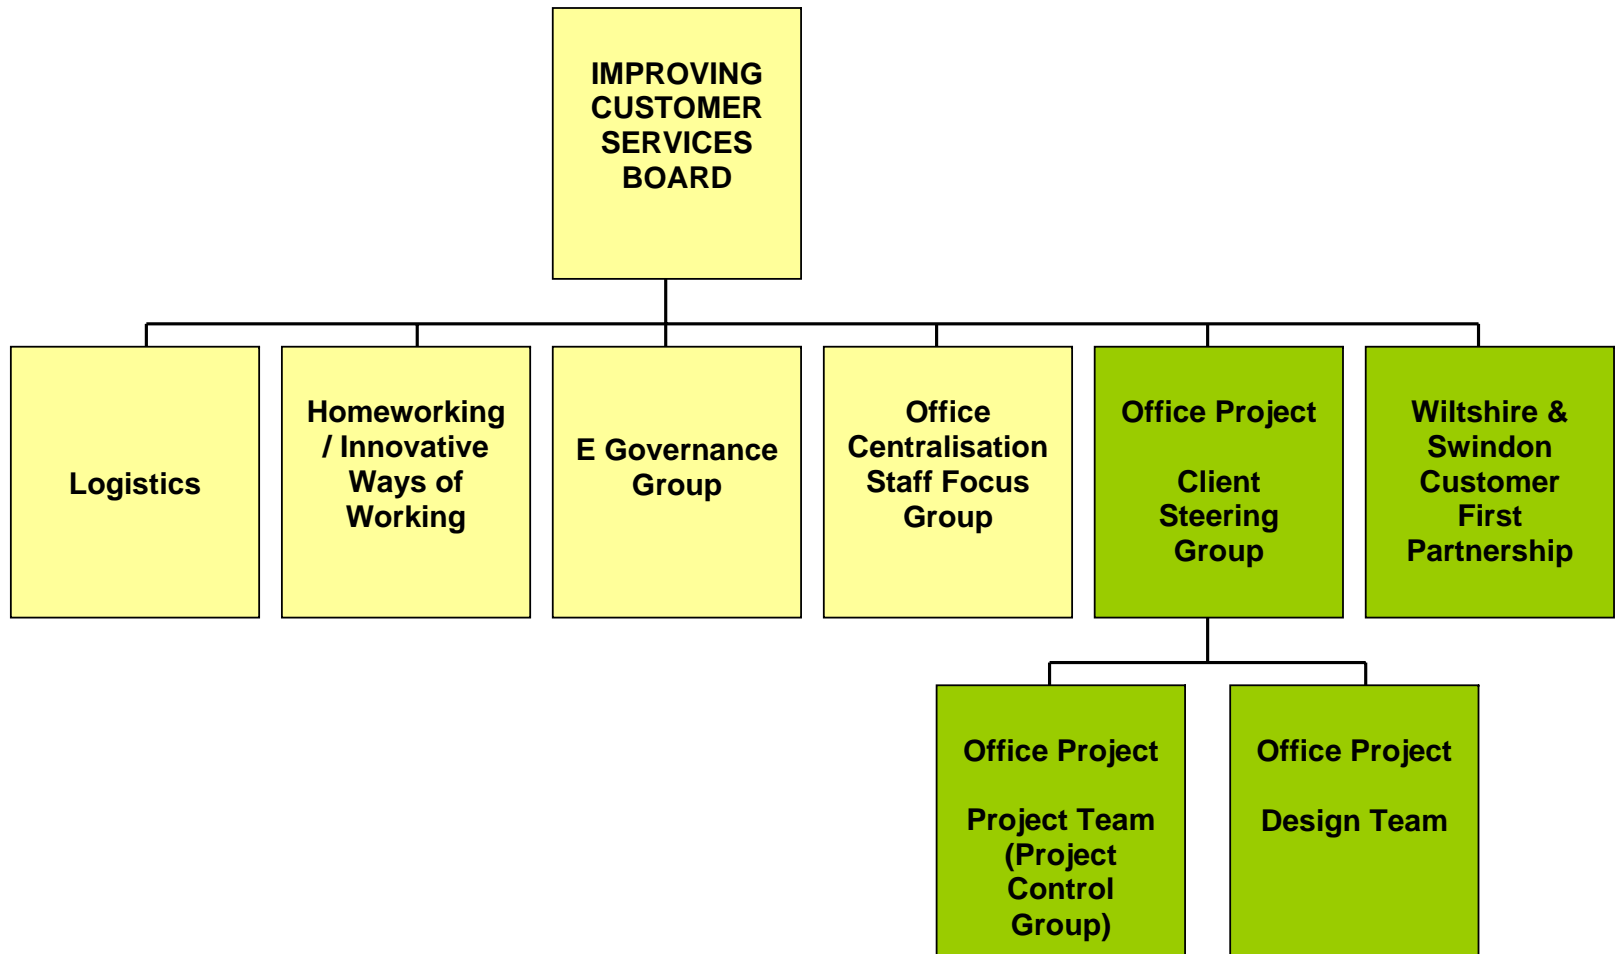 IMPROVING
CUSTOMER
SERVICES
BOARD
Logistics
Homeworking
/ Innovative
Ways of
Working
E Governance
Group
Office
Centralisation
Staff Focus
Group
Office Project
Client
Steering
Group
Wiltshire &
Swindon
Customer
First
Partnership
Office Project
Project Team
(Project
Control
Group)
Office Project
Design Team